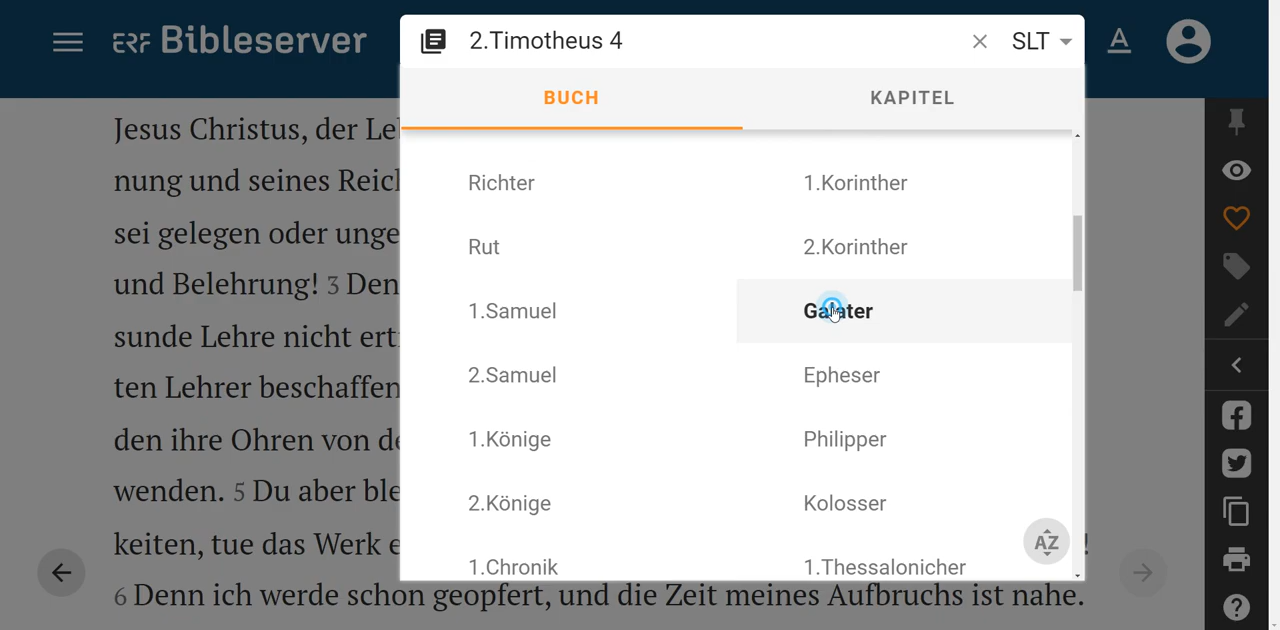 ERF Bibleserver
2.Timotheus 4
SLT
A
BUCH
KAPITEL
Richter
1.Korinther
Rut
2.Korinther
1.Samuel
Galater
2.Samuel
Epheser
1.Könige
Philipper
2.Könige
Kolosser
1.Chronik
1.Thessalonicher
AZ
Jesus Christus, der Le
nung und seines Reic
sei gelegen oder unge
und Belehrung! 3 Den
sunde Lehre nicht ert
ten Lehrer beschaffen
den ihre Ohren von d
wenden. 5 Du aber ble
keiten, tue das Werk e
!
6 Denn ich werde schon geopfert, und die Zeit meines Aufbruchs ist nahe.